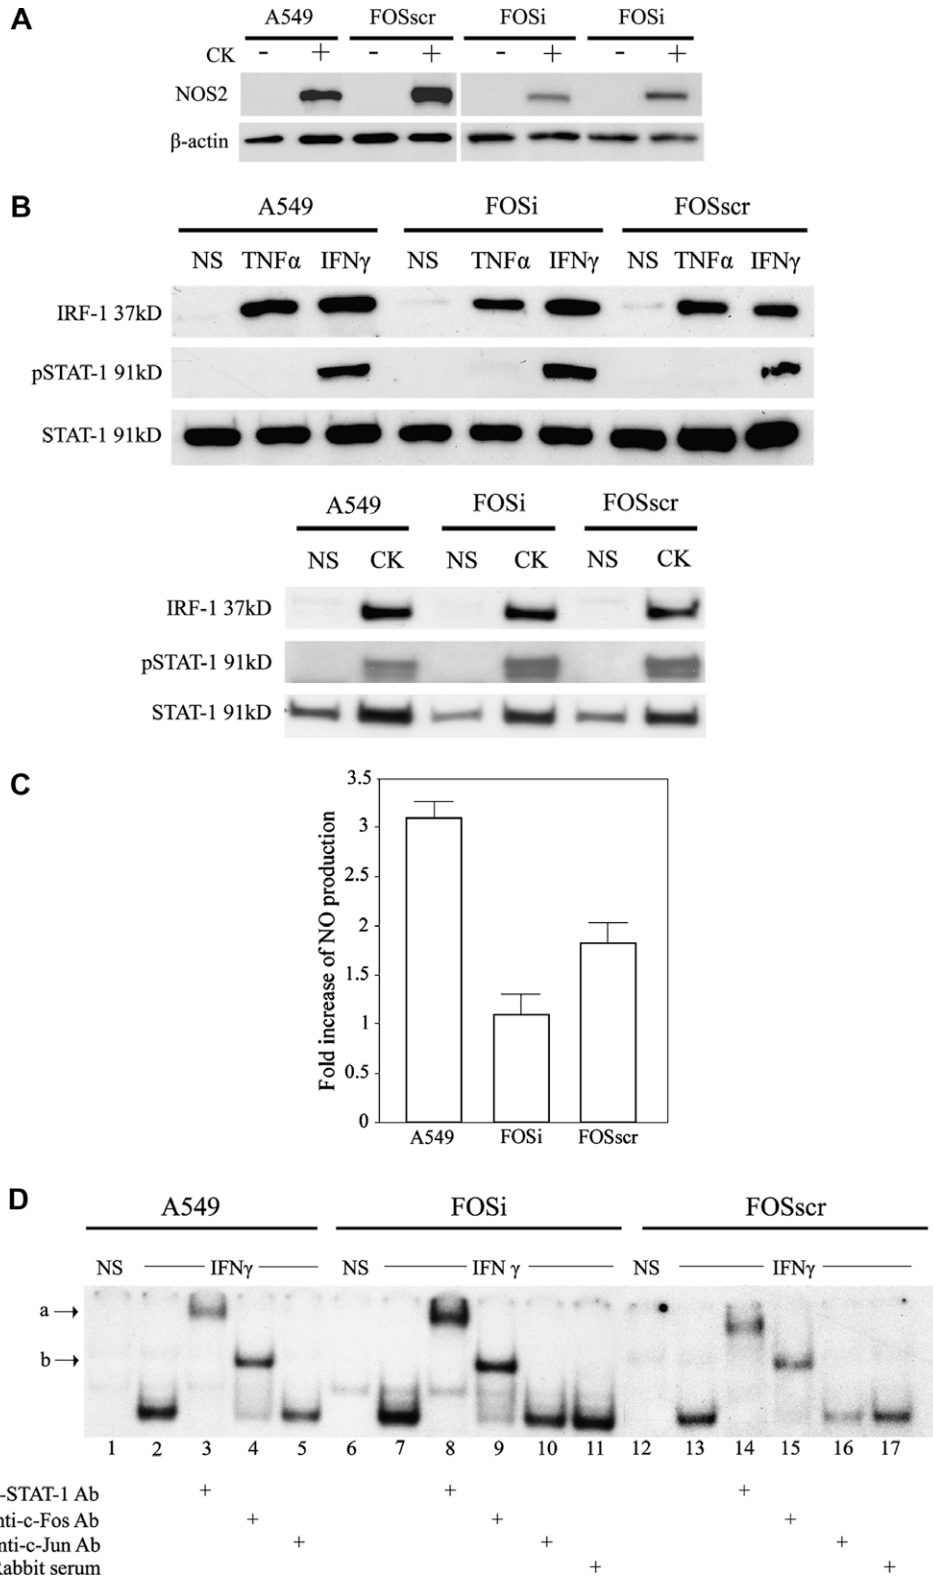 A
A549 FOSscr FOSi FOSi
CK - + - + - + - +
NOS2
β-actin
B
A549 FOSi FOSscr
NS TNFα IFNγ NS TNFα IFNγ NS TNFα IFNγ
IRF-1 37kD
pSTAT-1 91kD
STAT-1 91kD
A549 FOSi FOSscr
NS CK NS CK NS CK
IRF-1 37kD
pSTAT-1 91kD
STAT-1 91kD
C
Fold increase of NO production
3.5
3
2.5
2
1.5
1
0.5
0
A549 FOSi FOSscr
D
A549 FOSi FOSscr
NS IFNγ NS IFN γ NS IFNγ
a
b
1 2 3 4 5 6 7 8 9 10 11 12 13 14 15 16 17
-STAT-1 Ab + + +
nti-c-Fos Ab + + +
nti-c-Jun Ab + + +
Rabbit serum + +